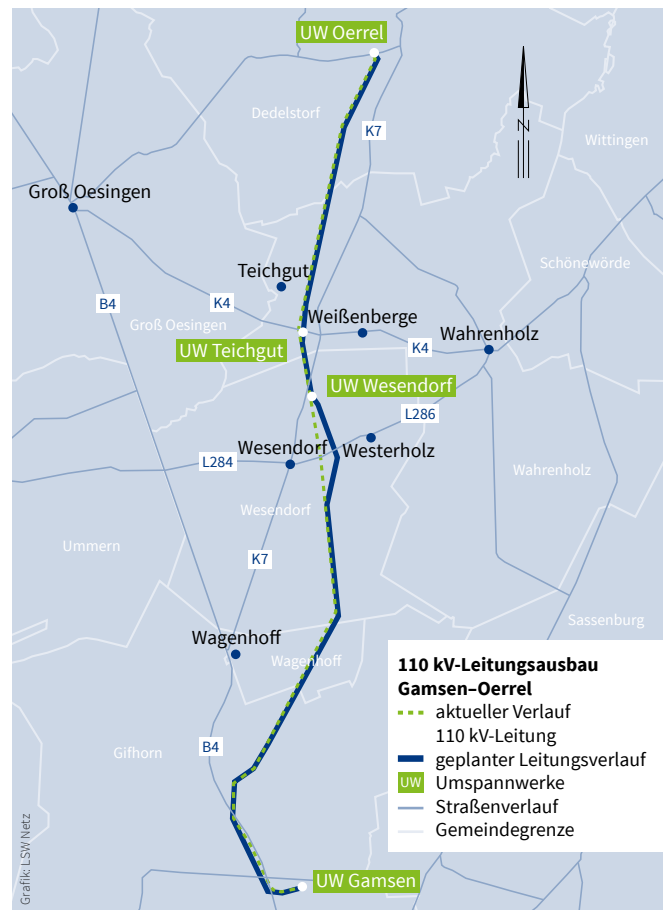 UW Oerrel
Dedelstorf
K7
Wittingen
Groß Oesingen
Schönewörde
Teichgut
B4
K4
Groß Oesingen
Weißenberge
Wahrenholz
UW Teichgut
K4
UW Wesendorf
L286
Wesendorf
Westerholz
L284
Wahrenholz
Wesendorf
Ummern
K7
Sassenburg
Wagenhoff
Wagenhoff
B4
Gifhorn
UW Gamsen
N
110 kV-Leitungsausbau
Gamsen–Oerrel
aktueller Verlauf
110 kV-Leitung
geplanter Leitungsverlauf
UW Umspannwerke
Straßenverlauf
Gemeindegrenze
Grafik: LSW Netz